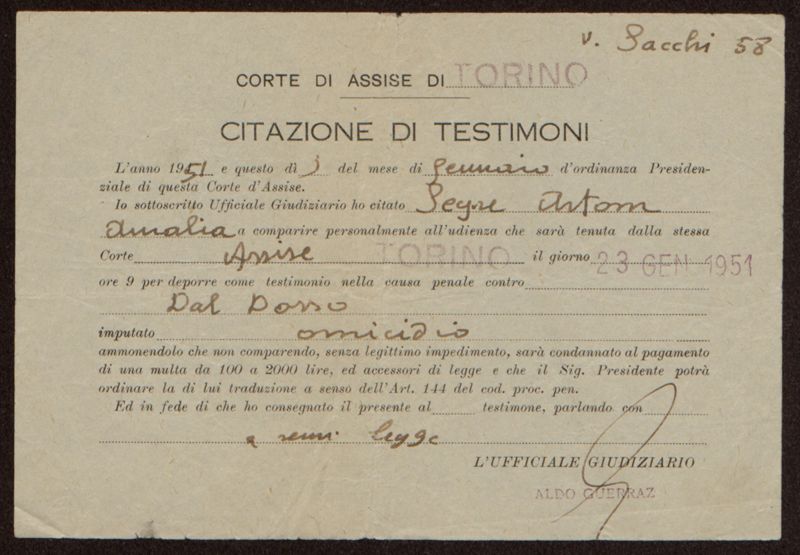 v. Sacchi 58
CORTE DI ASSISE DI TORINO
CITAZIONE DI TESTIMONI
L'anno 1951 e questo dì 3 del mese di Gennaio d'ordinanza Presiden-
ziale di questa Corte d'Assise.
Io sottoscritto Ufficiale Giudiziario ho citato Segre Artom
Amalia a comparire personalmente all'udienza che sarà tenuta dalla stessa
Corte Assise TORINO il giorno 23 GEN 1951
ore 9 per deporre come testimonio nella causa penale contro
Dal Dosso
imputato omicidio
ammonendolo che non comparendo, senza legittimo impedimento, sarà condannato al pagamento
di una multa da 100 a 2000 lire, ed accessori di legge e che il Sig. Presidente potrà
ordinare la di lui traduzione a senso dell'Art. 144 del cod. proc. pen.
Ed in fede di che ho consegnato il presente al testimone, parlando con
a sensi legge
L'UFFICIALE GIUDIZIARIO
ALDO GUERRAZ